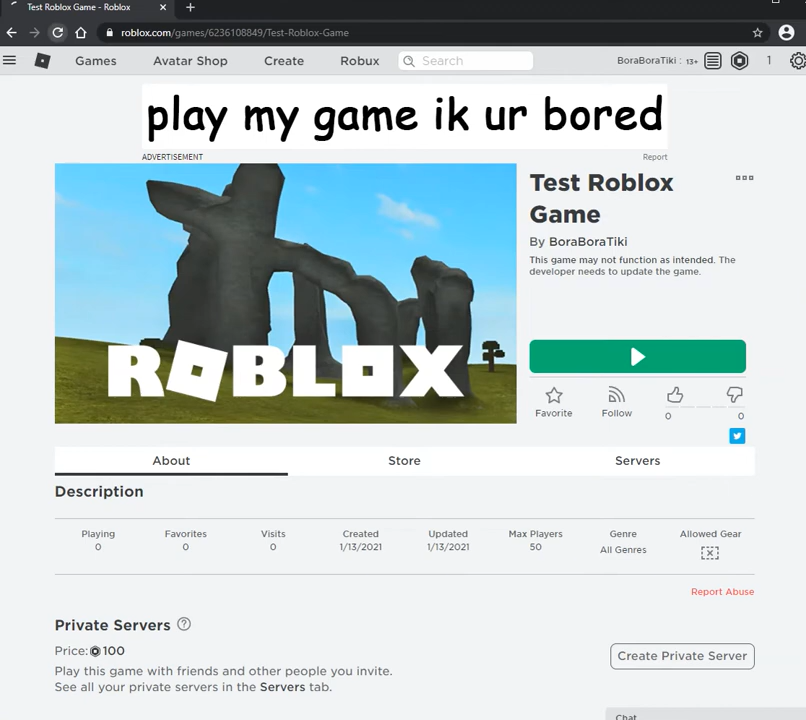 Test Roblox Game - Roblox
roblox.com/games/6236108849/Test-Roblox-Game
Games Avatar Shop Create Robux Search BoraBoraTiki : 13+ 1
play my game ik ur bored
ADVERTISEMENT Report
ROBLOX
Test Roblox
Game
By BoraBoraTiki
This game may not function as intended. The
developer needs to update the game.
Favorite Follow 0 0
About Store Servers
Description
Playing Favorites Visits Created Updated Max Players Genre Allowed Gear
0 0 0 1/13/2021 1/13/2021 50 All Genres
Report Abuse
Private Servers ?
Price: 100
Create Private Server
Play this game with friends and other people you invite.
See all your private servers in the Servers tab.
Chat